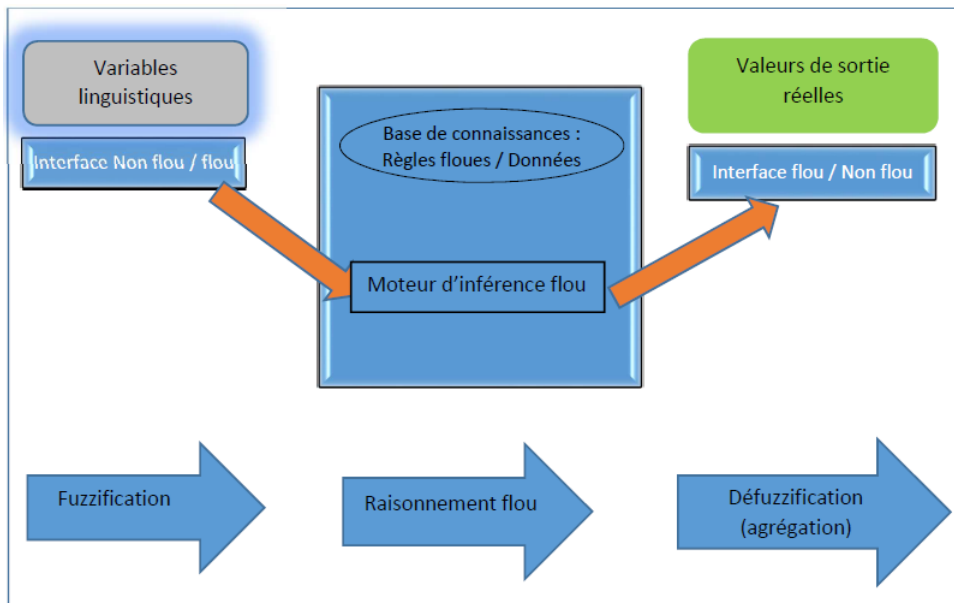 Variables
linguistiques
Interface Non flou / flou
Base de connaissances :
Règles floues / Données
Moteur d’inférence flou
Valeurs de sortie
réelles
Interface flou / Non flou
Fuzzification
Raisonnement flou
Défuzzification
(agrégation)